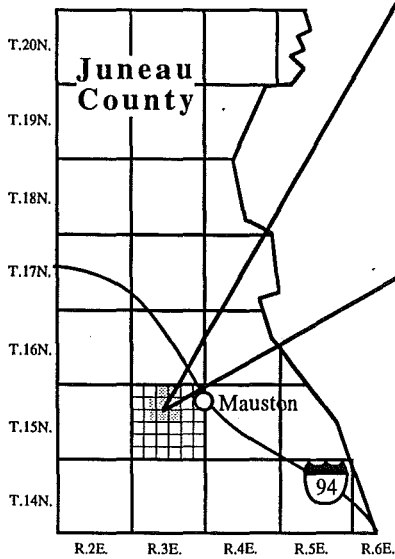 T.20N.
Juneau
County
T.19N.
T.18N.
T.17N.
T.16N.
Mauston
T.15N.
94
T.14N.
R.2E. R.3E. R.4E. R.5E. R.6E.